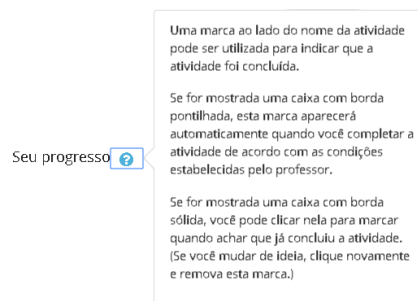 Uma marca ao lado do nome da atividade
pode ser utilizada para indicar que a
atividade foi concluída.
Se for mostrada uma caixa com borda
pontilhada, esta marca aparecerá
automaticamente quando você completar a
atividade de acordo com as condições
estabelecidas pelo professor.
Seu progresso ?
Se for mostrada uma caixa com borda
sólida, você pode clicar nela para marcar
quando achar que já concluiu a atividade.
(Se você mudar de ideia, clique novamente
e remova esta marca.)